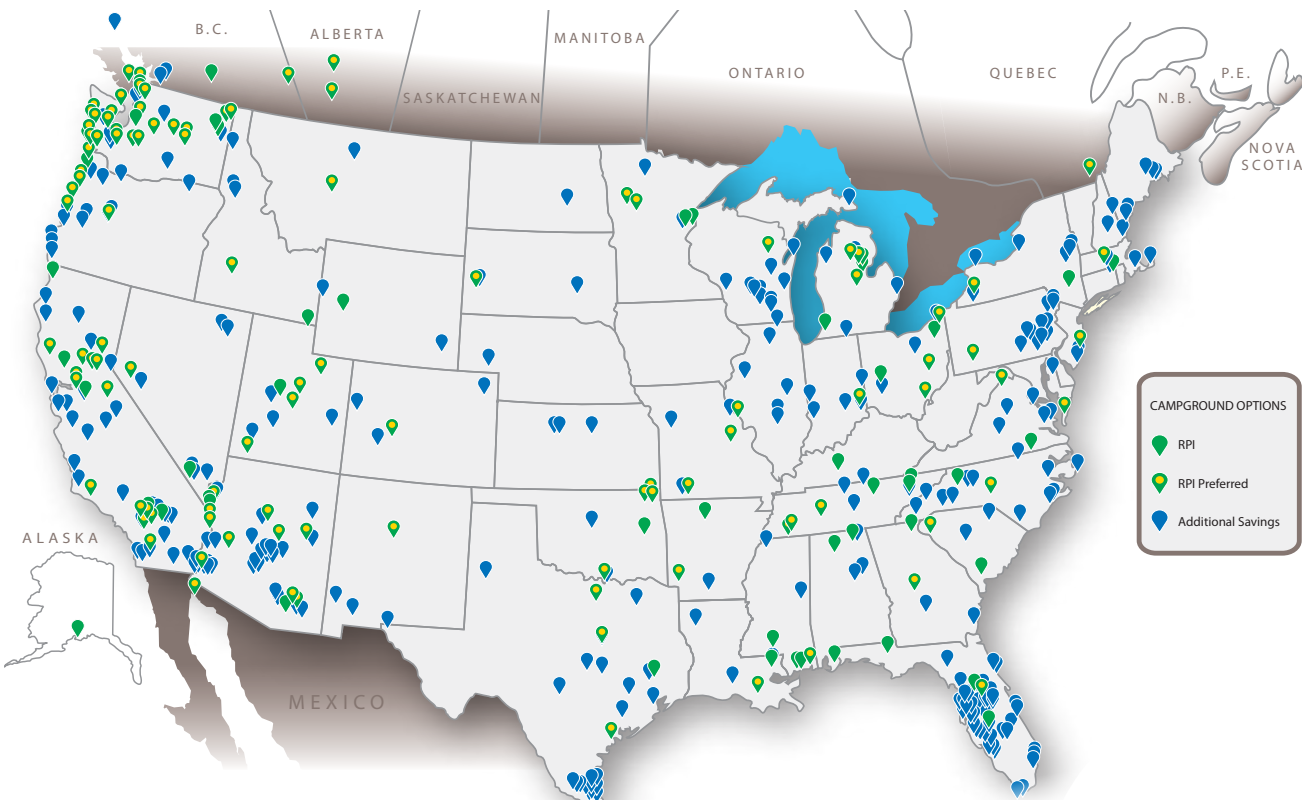 B.C.
ALBERTA
MANITOBA
ONTARIO
QUEBEC
P.E.
SASKATCHEWAN
N.B.
NOVA
SCOTIA
CAMPGROUND OPTIONS
RPI
RPI Preferred
Additional Savings
ALASKA
MEXICO